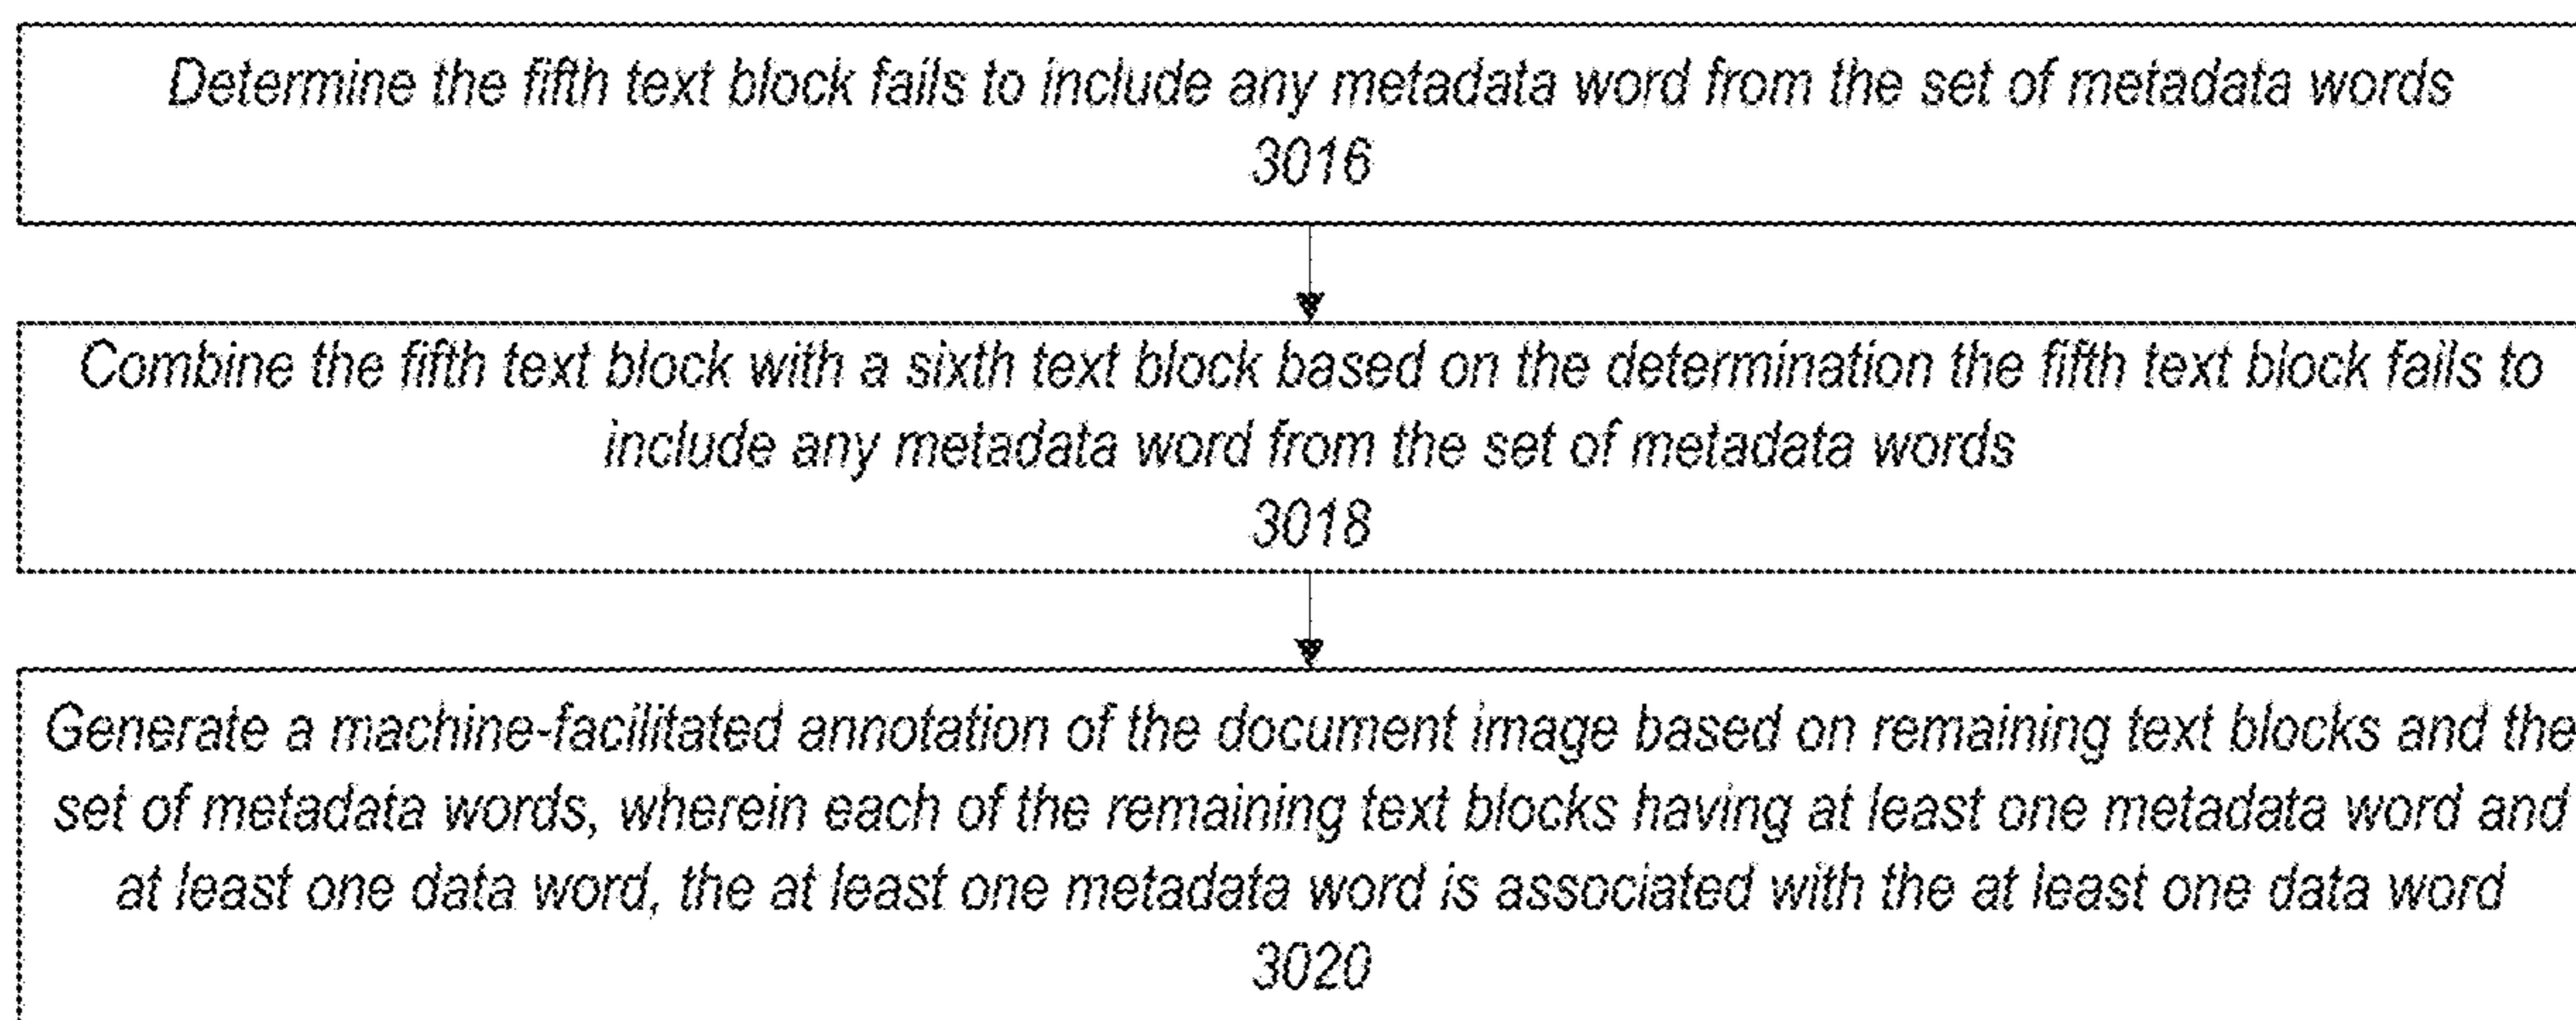 Determine the fifth text block fails to include any metadata word from the set of metadata words
3016
Combine the fifth text block with a sixth text block based on the determination the fifth text block fails to
include any metadata word from the set of metadata words
3018
Generate a machine-facilitated annotation of the document image based on remaining text blocks and the
set of metadata words, wherein each of the remaining text blocks having at least one metadata word and
at least one data word, the at least one metadata word is associated with the at least one data word
3020